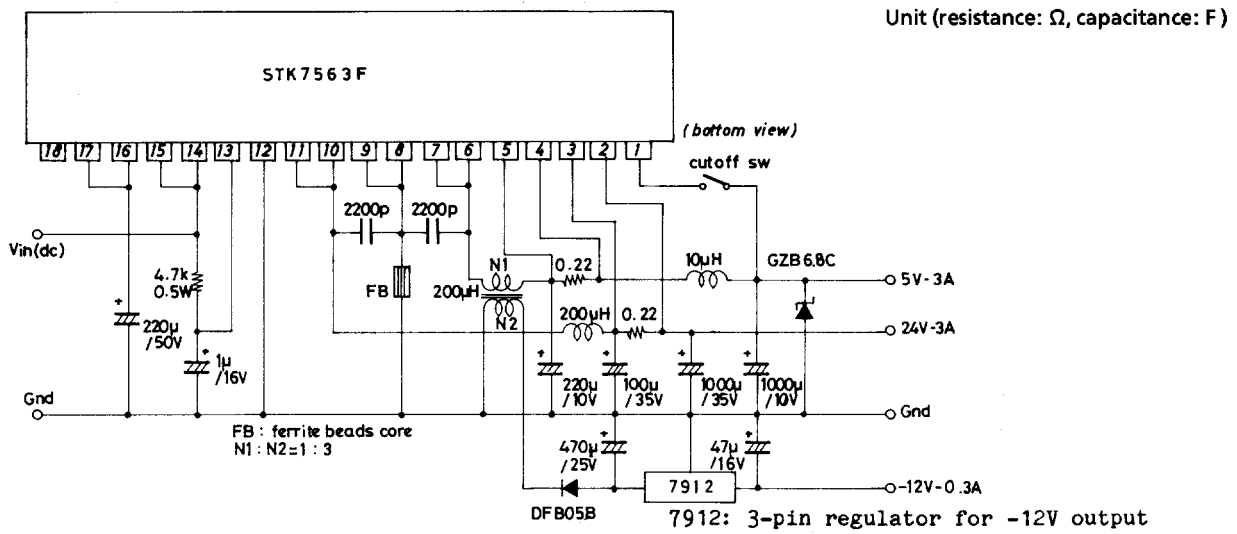 Unit (resistance: Ω, capacitance: F)
STK7563F
(bottom view)
18 17 16 15 14 13 12 11 10 9 8 7 6 5 4 3 2 1
cutoff sw
2200p 2200p
Vin(dc)
4.7k
0.5W
FB
200μH
N1
N2
0.22
10μH
GZB6.8C
5V-3A
200μH 0.22
24V-3A
+
220μ
/50V
+
1μ
/16V
+
220μ
/10V
+
100μ
/35V
+
1000μ
/35V
+
1000μ
/10V
Gnd
Gnd
FB : ferrite beads core
N1 : N2=1 : 3
+
470μ
/25V
+
47μ
/16V
7912
-12V-0.3A
DFB05B
7912: 3-pin regulator for -12V output